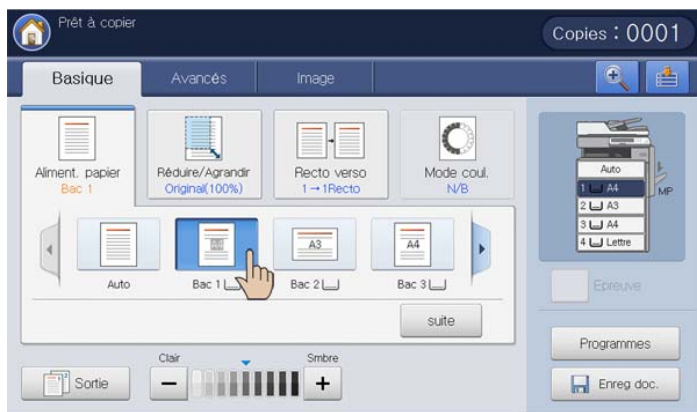 Prêt à copier
Copies : 0001
Basique
Avancés
Image
Aliment. papier
Bac 1
Réduire/Agrandir
Original(100%)
Recto verso
1→1Recto
Mode coul.
N/B
Auto
1 A4
2 A3
3 A4
4 Lettre
MP
A3
A4
Auto
Bac 1
Bac 2
Bac 3
suite
Epreuve
Programmes
Enreg doc.
Sortie
Clair
Smbre